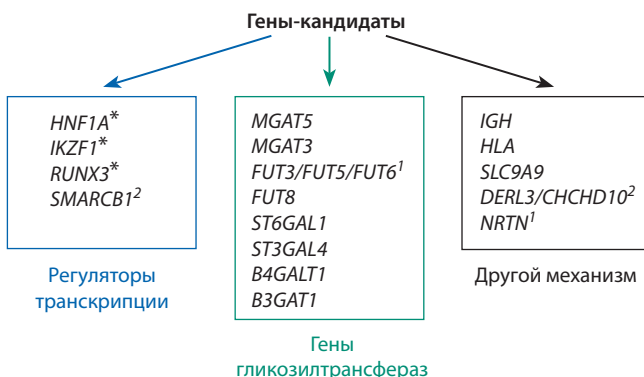 Гены-кандидаты
HNF1A*
IKZF1*
RUNX3*
SMARCB1²
Регуляторы
транскрипции
MGAT5
MGAT3
FUT3/FUT5/FUT6¹
FUT8
ST6GAL1
ST3GAL4
B4GALT1
B3GAT1
Гены
гликозилтрансфераз
IGH
HLA
SLC9A9
DERL3/CHCHD10²
NRTN¹
Другой механизм